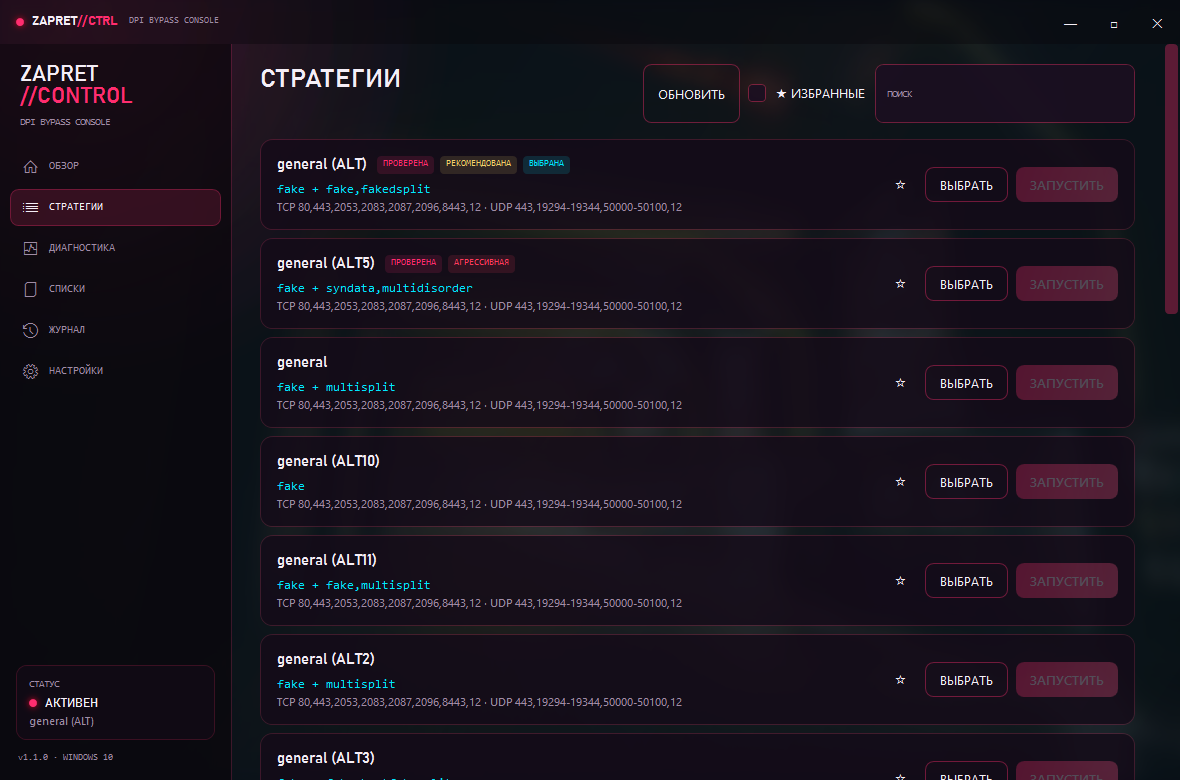 ZAPRET//CTRL DPI BYPASS CONSOLE
ZAPRET
//CONTROL
DPI BYPASS CONSOLE
ОБЗОР
СТРАТЕГИИ
ДИАГНОСТИКА
СПИСКИ
ЖУРНАЛ
НАСТРОЙКИ
СТАТУС
АКТИВЕН
general (ALT)
v1.1.0 · WINDOWS 10
СТРАТЕГИИ
ОБНОВИТЬ
★ ИЗБРАННЫЕ
ПОИСК
general (ALT) ПРОВЕРЕНА РЕКОМЕНДОВАНА ВЫБРАНА
fake + fake,fakedsplit
TCP 80,443,2053,2083,2087,2096,8443,12 · UDP 443,19294-19344,50000-50100,12
☆ ВЫБРАТЬ ЗАПУСТИТЬ
general (ALT5) ПРОВЕРЕНА АГРЕССИВНАЯ
fake + syndata,multidisorder
TCP 80,443,2053,2083,2087,2096,8443,12 · UDP 443,19294-19344,50000-50100,12
☆ ВЫБРАТЬ ЗАПУСТИТЬ
general
fake + multisplit
TCP 80,443,2053,2083,2087,2096,8443,12 · UDP 443,19294-19344,50000-50100,12
☆ ВЫБРАТЬ ЗАПУСТИТЬ
general (ALT10)
fake
TCP 80,443,2053,2083,2087,2096,8443,12 · UDP 443,19294-19344,50000-50100,12
☆ ВЫБРАТЬ ЗАПУСТИТЬ
general (ALT11)
fake + fake,multisplit
TCP 80,443,2053,2083,2087,2096,8443,12 · UDP 443,19294-19344,50000-50100,12
☆ ВЫБРАТЬ ЗАПУСТИТЬ
general (ALT2)
fake + multisplit
TCP 80,443,2053,2083,2087,2096,8443,12 · UDP 443,19294-19344,50000-50100,12
☆ ВЫБРАТЬ ЗАПУСТИТЬ
general (ALT3)
☆ ВЫБРАТЬ ЗАПУСТИТЬ